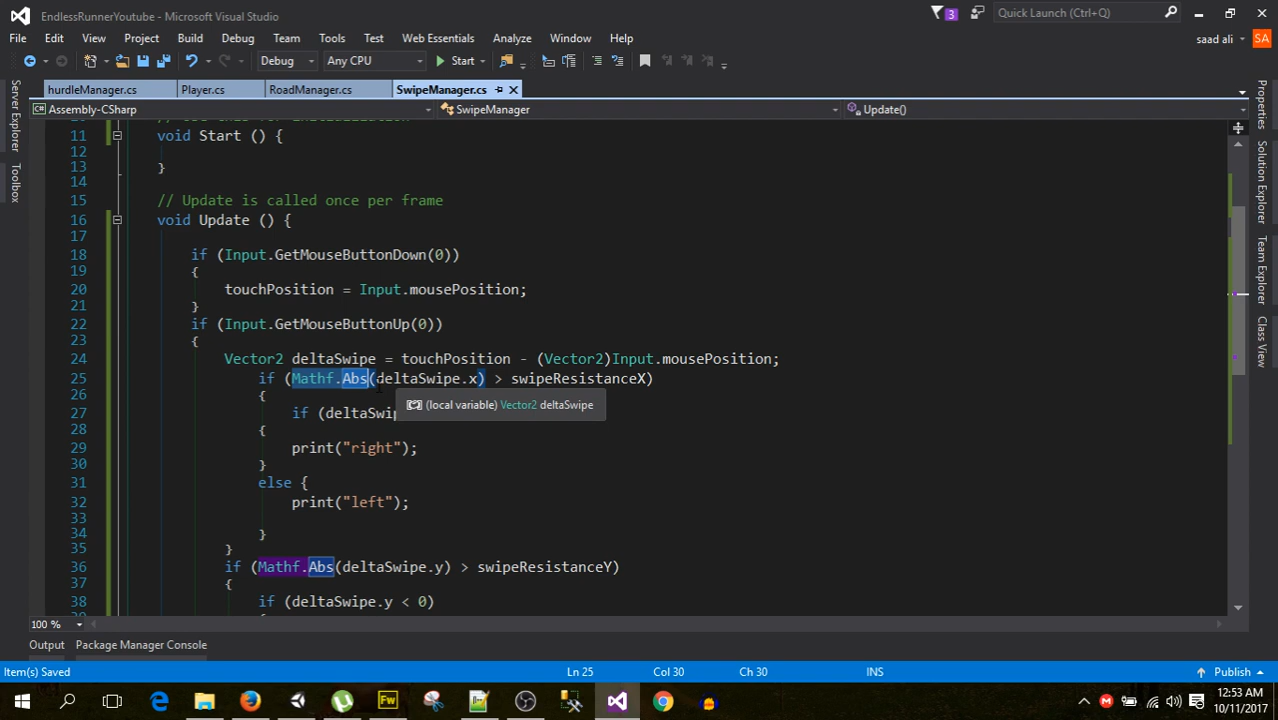 EndlessRunnerYoutube - Microsoft Visual Studio
3
Quick Launch (Ctrl+Q)
File Edit View Project Build Debug Team Tools Test Web Essentials Analyze Window Help
saad ali SA
Debug Any CPU Start
hurdleManager.cs Player.cs RoadManager.cs SwipeManager.cs
Assembly-CSharp SwipeManager Update()
Server Explorer
Toolbox
Properties
Solution Explorer
Team Explorer
Class View
11 void Start () {
12
13 }
14
15 // Update is called once per frame
16 void Update () {
17
18 if (Input.GetMouseButtonDown(0))
19 {
20 touchPosition = Input.mousePosition;
21 }
22 if (Input.GetMouseButtonUp(0))
23 {
24 Vector2 deltaSwipe = touchPosition - (Vector2)Input.mousePosition;
25 if (Mathf.Abs(deltaSwipe.x) > swipeResistanceX)
26 {
(local variable) Vector2 deltaSwipe
27 if (deltaSwip
28 {
29 print("right");
30 }
31 else {
32 print("left");
33
34 }
35 }
36 if (Mathf.Abs(deltaSwipe.y) > swipeResistanceY)
37 {
38 if (deltaSwipe.y < 0)
100 %
Output Package Manager Console
Item(s) Saved Ln 25 Col 30 Ch 30 INS Publish
Fw
12:53 AM
10/11/2017